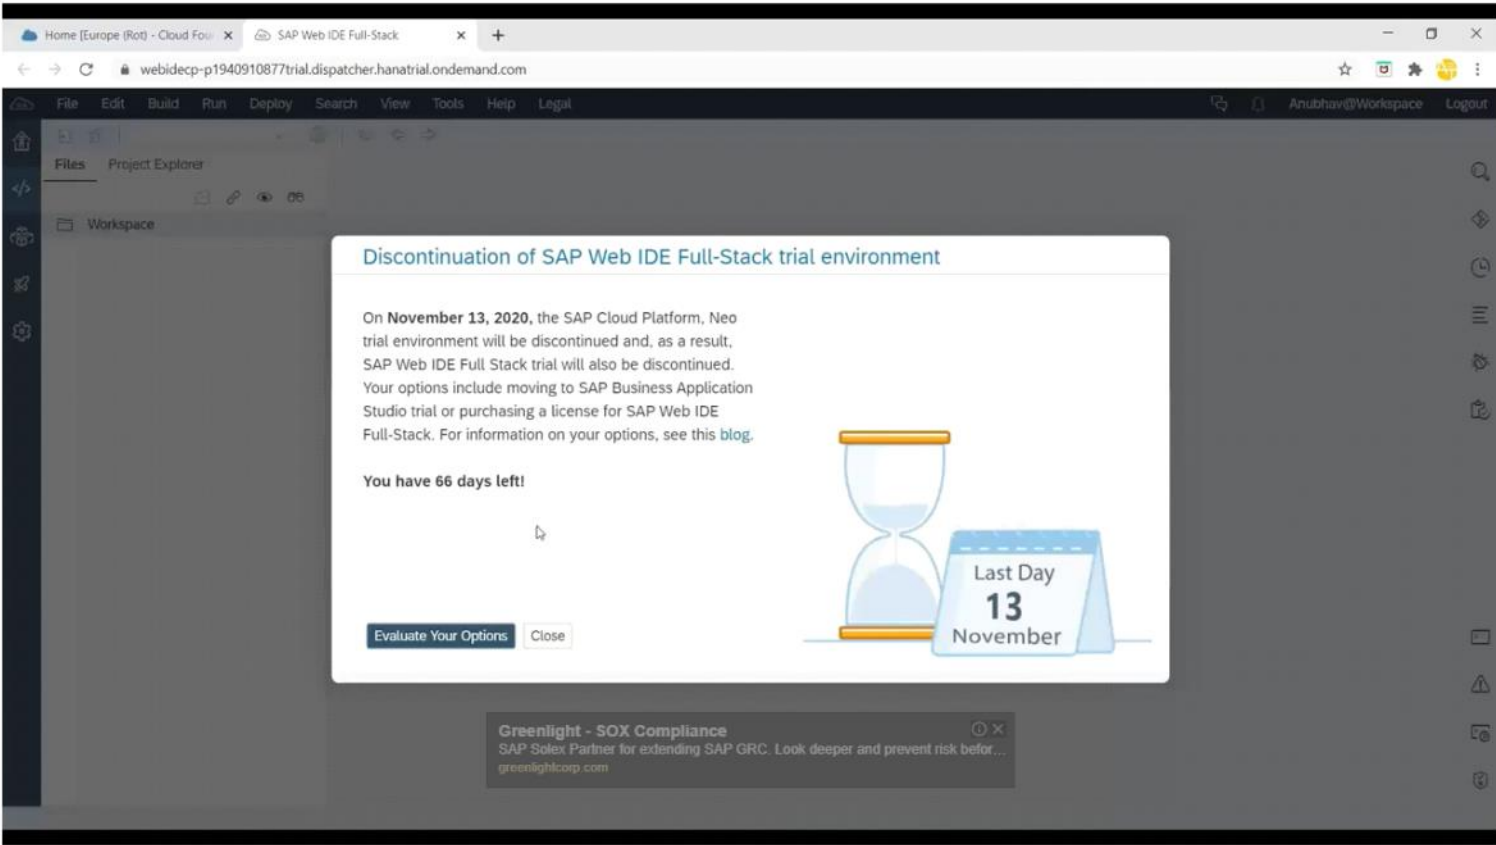 Home [Europe (Rot) - Cloud Fou
SAP Web IDE Full-Stack
webidecp-p1940910877trial.dispatcher.hanatrial.ondemand.com
File Edit Build Run Deploy Search View Tools Help Legal
Anubhav@Workspace Logout
Files Project Explorer
Workspace
Discontinuation of SAP Web IDE Full-Stack trial environment
On November 13, 2020, the SAP Cloud Platform, Neo
trial environment will be discontinued and, as a result,
SAP Web IDE Full Stack trial will also be discontinued.
Your options include moving to SAP Business Application
Studio trial or purchasing a license for SAP Web IDE
Full-Stack. For information on your options, see this blog.
You have 66 days left!
Evaluate Your Options Close
Last Day
13
November
Greenlight - SOX Compliance
SAP Solex Partner for extending SAP GRC. Look deeper and prevent risk befor...
greenlightcorp.com